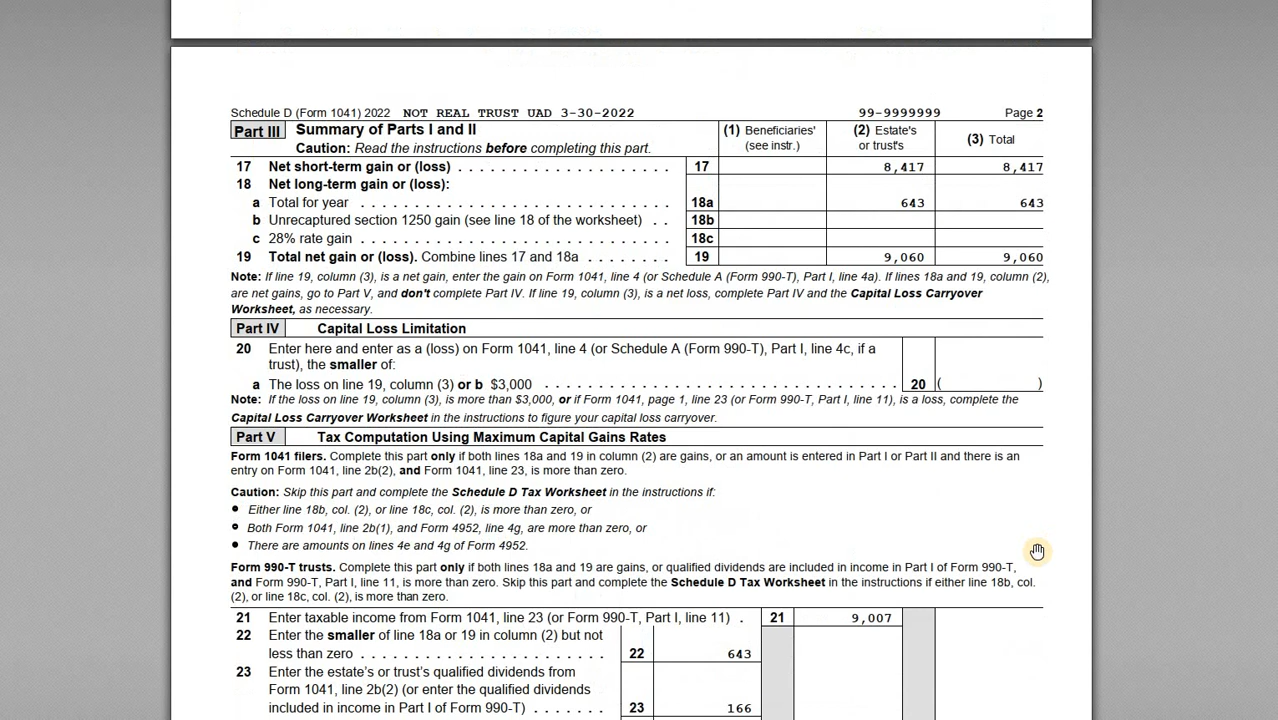 Schedule D (Form 1041) 2022 NOT REAL TRUST UAD 3-30-2022 99-9999999 Page 2
Part III Summary of Parts I and II (1) Beneficiaries' (2) Estate's (3) Total
Caution: Read the instructions before completing this part. (see instr.) or trust's
17 Net short-term gain or (loss) . . . . . . . . . . . . . . . . . . . . 17 8,417 8,417
18 Net long-term gain or (loss):
a Total for year . . . . . . . . . . . . . . . . . . . . . . . . . . . . . 18a 643 643
b Unrecaptured section 1250 gain (see line 18 of the worksheet) . . 18b
c 28% rate gain . . . . . . . . . . . . . . . . . . . . . . . . . . . . . 18c
19 Total net gain or (loss). Combine lines 17 and 18a . . . . . . . . 19 9,060 9,060
Note: If line 19, column (3), is a net gain, enter the gain on Form 1041, line 4 (or Schedule A (Form 990-T), Part I, line 4a). If lines 18a and 19, column (2),
are net gains, go to Part V, and don't complete Part IV. If line 19, column (3), is a net loss, complete Part IV and the Capital Loss Carryover
Worksheet, as necessary.
Part IV Capital Loss Limitation
20 Enter here and enter as a (loss) on Form 1041, line 4 (or Schedule A (Form 990-T), Part I, line 4c, if a
trust), the smaller of:
a The loss on line 19, column (3) or b $3,000 . . . . . . . . . . . . . . . . . . . . . . . . . . . . . . . . . 20 ( )
Note: If the loss on line 19, column (3), is more than $3,000, or if Form 1041, page 1, line 23 (or Form 990-T, Part I, line 11), is a loss, complete the
Capital Loss Carryover Worksheet in the instructions to figure your capital loss carryover.
Part V Tax Computation Using Maximum Capital Gains Rates
Form 1041 filers. Complete this part only if both lines 18a and 19 in column (2) are gains, or an amount is entered in Part I or Part II and there is an
entry on Form 1041, line 2b(2), and Form 1041, line 23, is more than zero.
Caution: Skip this part and complete the Schedule D Tax Worksheet in the instructions if:
• Either line 18b, col. (2), or line 18c, col. (2), is more than zero, or
• Both Form 1041, line 2b(1), and Form 4952, line 4g, are more than zero, or
• There are amounts on lines 4e and 4g of Form 4952.
Form 990-T trusts. Complete this part only if both lines 18a and 19 are gains, or qualified dividends are included in income in Part I of Form 990-T,
and Form 990-T, Part I, line 11, is more than zero. Skip this part and complete the Schedule D Tax Worksheet in the instructions if either line 18b, col.
(2), or line 18c, col. (2), is more than zero.
21 Enter taxable income from Form 1041, line 23 (or Form 990-T, Part I, line 11) . 21 9,007
22 Enter the smaller of line 18a or 19 in column (2) but not
less than zero . . . . . . . . . . . . . . . . . . . . . . . 22 643
23 Enter the estate's or trust's qualified dividends from
Form 1041, line 2b(2) (or enter the qualified dividends
included in income in Part I of Form 990-T) . . . . . . . 23 166